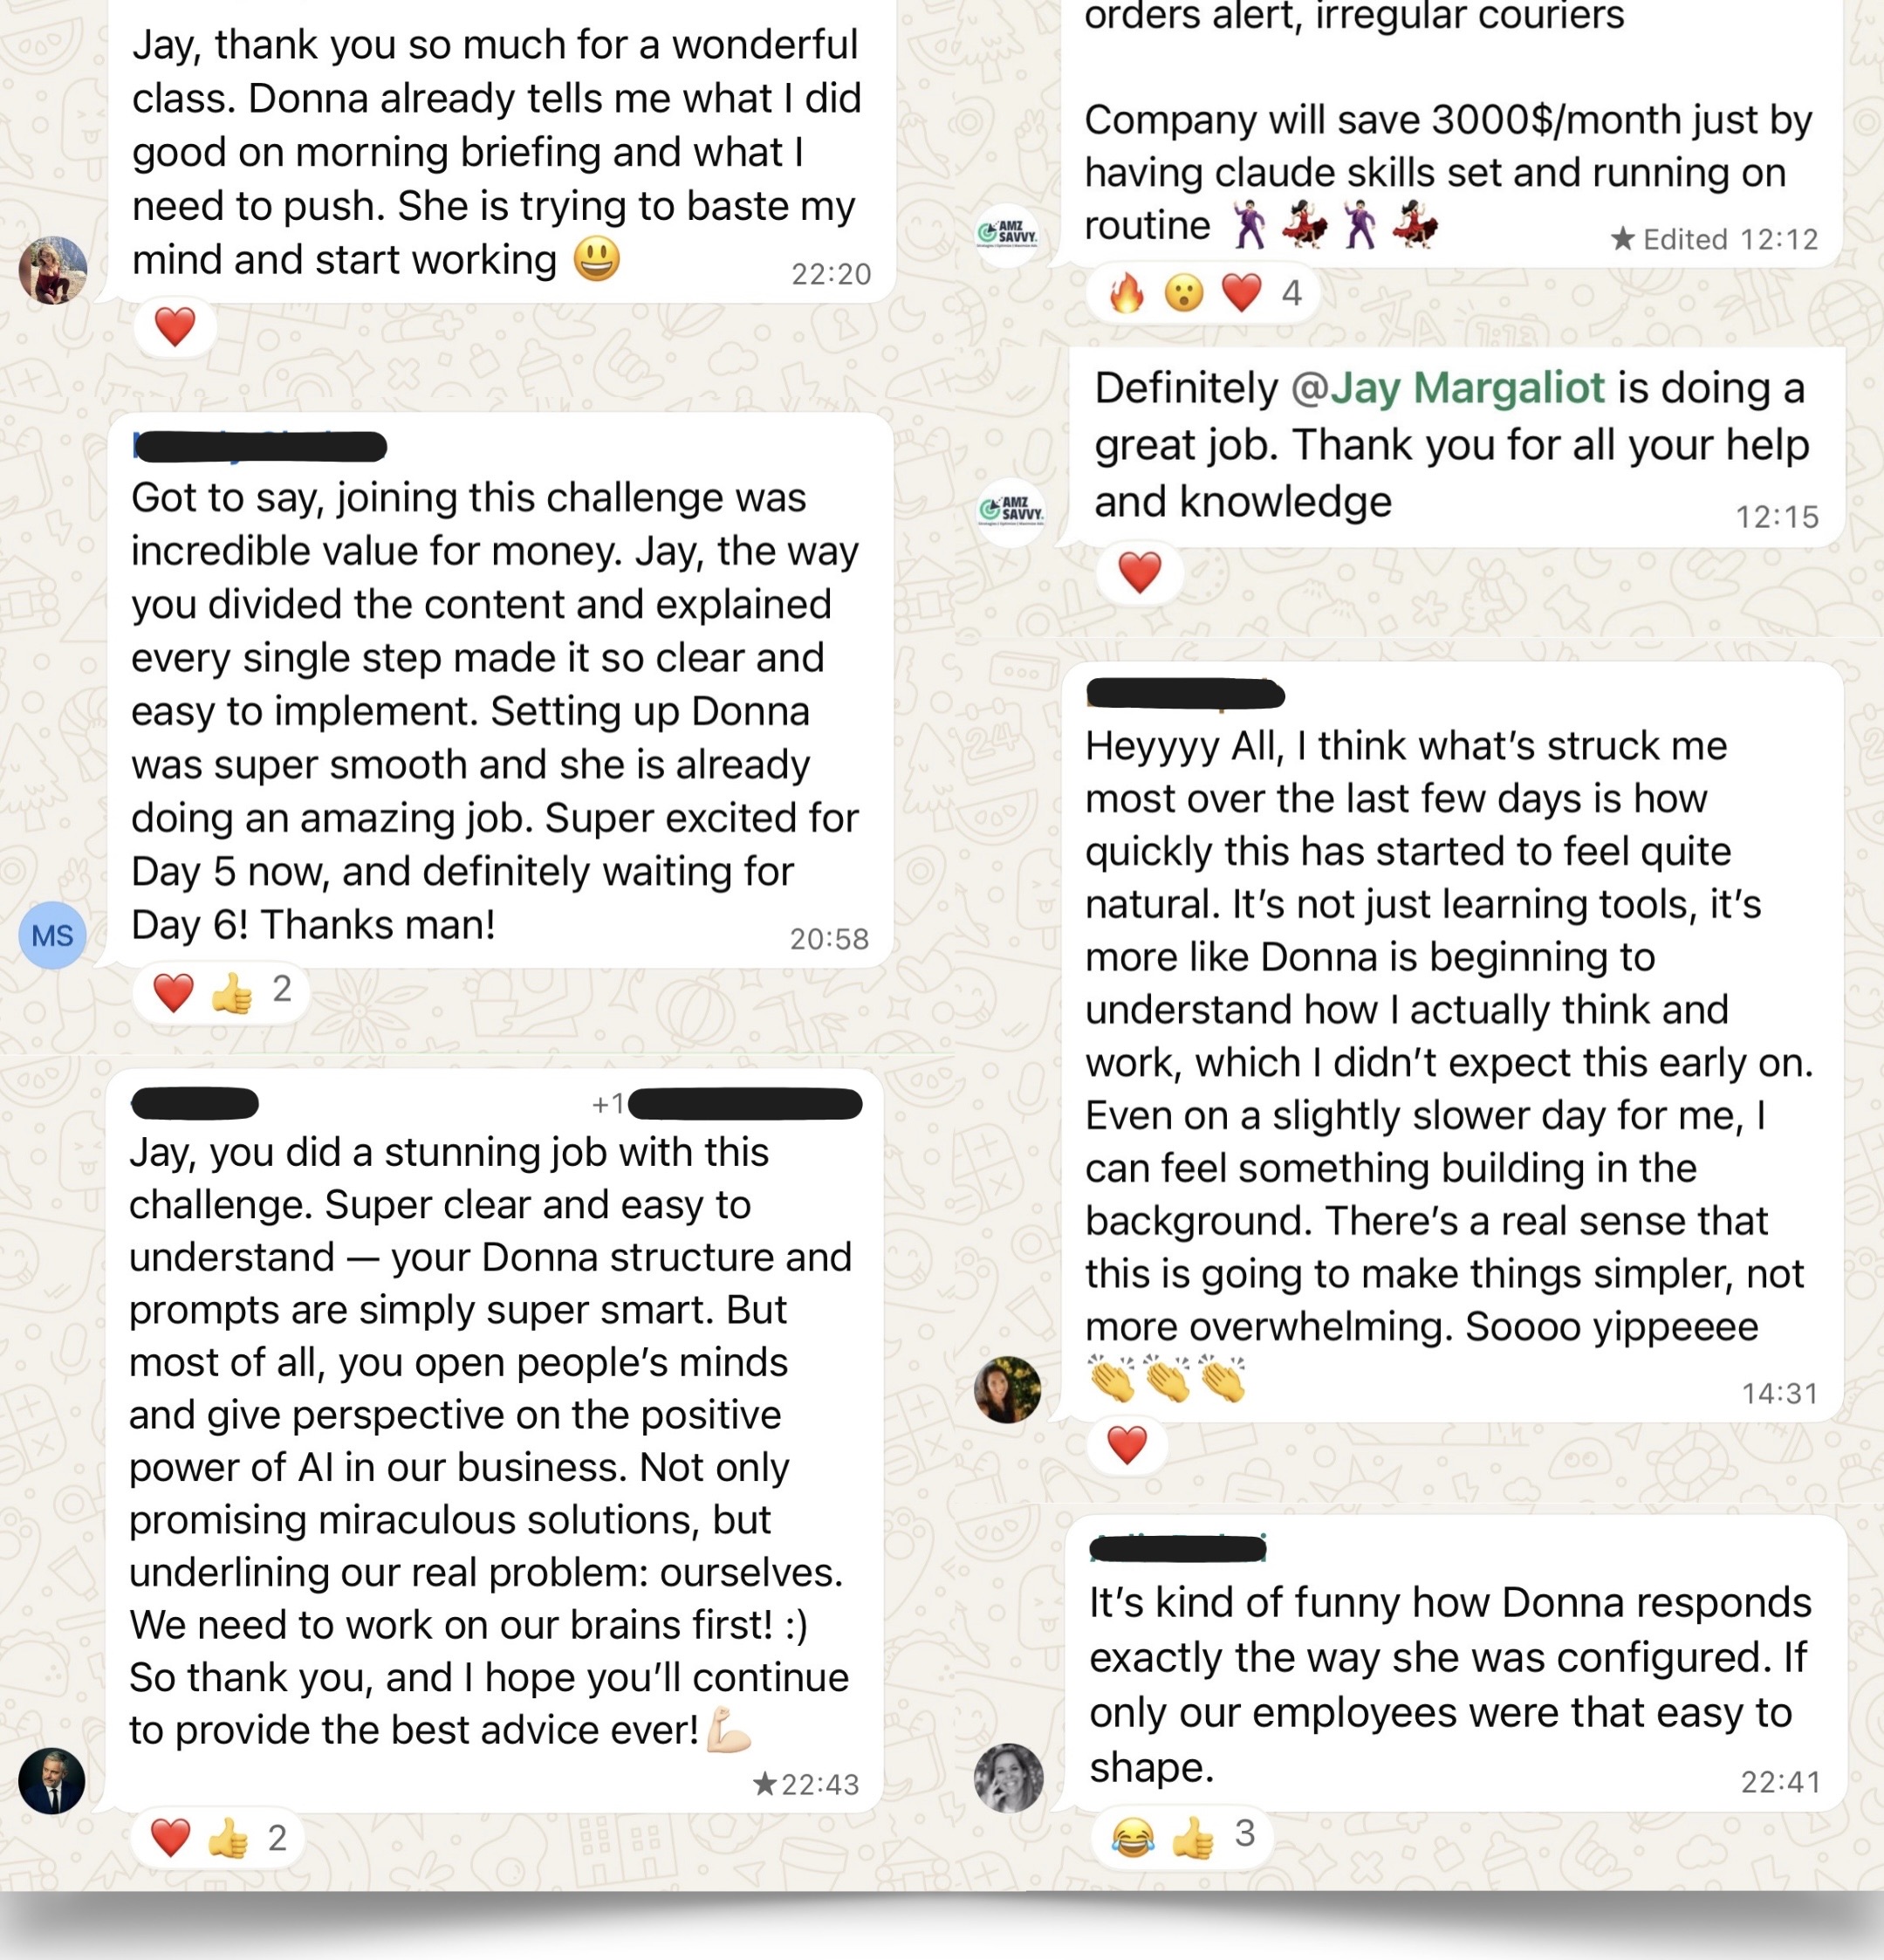 Jay, thank you so much for a wonderful
class. Donna already tells me what I did
good on morning briefing and what I
need to push. She is trying to baste my
mind and start working 😃
22:20
❤️
Got to say, joining this challenge was
incredible value for money. Jay, the way
you divided the content and explained
every single step made it so clear and
easy to implement. Setting up Donna
was super smooth and she is already
doing an amazing job. Super excited for
Day 5 now, and definitely waiting for
Day 6! Thanks man!
MS
20:58
❤️ 👍 2
+1
Jay, you did a stunning job with this
challenge. Super clear and easy to
understand — your Donna structure and
prompts are simply super smart. But
most of all, you open people's minds
and give perspective on the positive
power of AI in our business. Not only
promising miraculous solutions, but
underlining our real problem: ourselves.
We need to work on our brains first! :)
So thank you, and I hope you'll continue
to provide the best advice ever!💪🏻
★22:43
❤️ 👍 2
orders alert, irregular couriers
Company will save 3000$/month just by
having claude skills set and running on
routine 🕺💃🕺💃
AMZ
SAVVY.
★ Edited 12:12
🔥 😮 ❤️ 4
Definitely @Jay Margaliot is doing a
great job. Thank you for all your help
and knowledge
AMZ
SAVVY.
12:15
❤️
Heyyyy All, I think what's struck me
most over the last few days is how
quickly this has started to feel quite
natural. It's not just learning tools, it's
more like Donna is beginning to
understand how I actually think and
work, which I didn't expect this early on.
Even on a slightly slower day for me, I
can feel something building in the
background. There's a real sense that
this is going to make things simpler, not
more overwhelming. Soooo yippeeee
👏👏👏
14:31
❤️
It's kind of funny how Donna responds
exactly the way she was configured. If
only our employees were that easy to
shape.
22:41
😂 👍 3